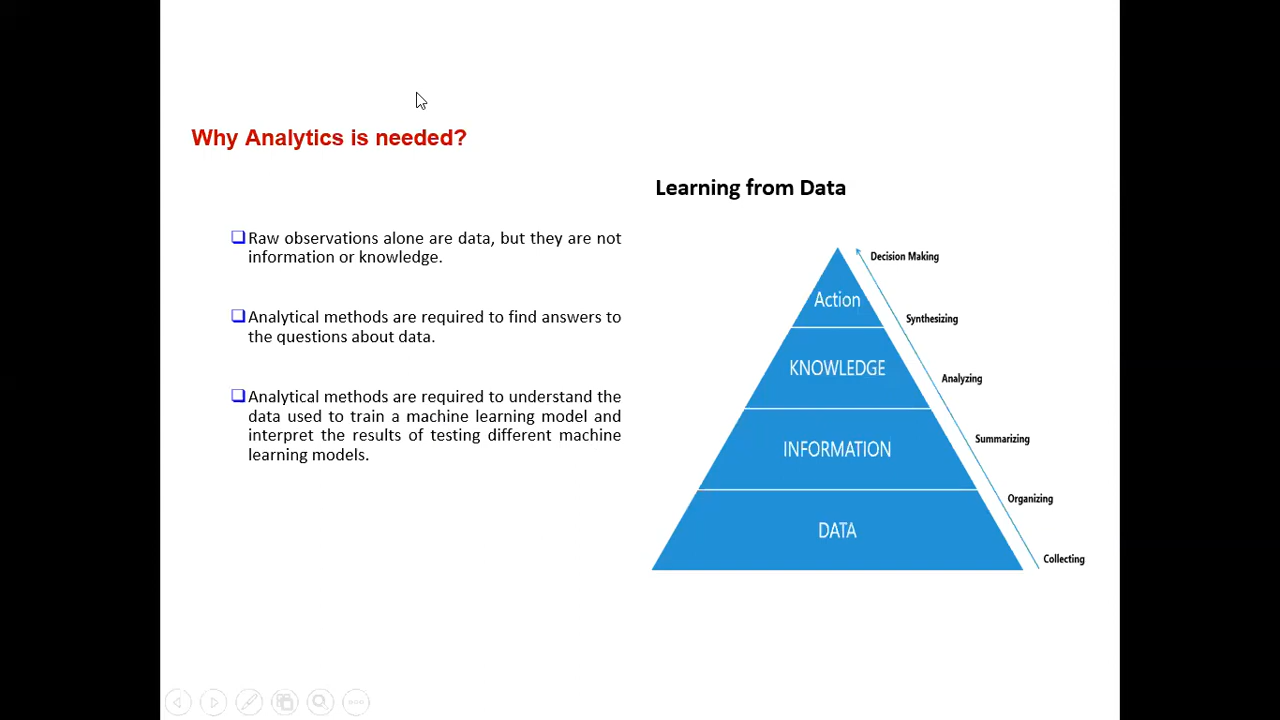 Why Analytics is needed?
Learning from Data
Raw observations alone are data, but they are not
information or knowledge.
Analytical methods are required to find answers to
the questions about data.
Analytical methods are required to understand the
data used to train a machine learning model and
interpret the results of testing different machine
learning models.
Decision Making
Action
Synthesizing
KNOWLEDGE
Analyzing
Summarizing
INFORMATION
Organizing
DATA
Collecting